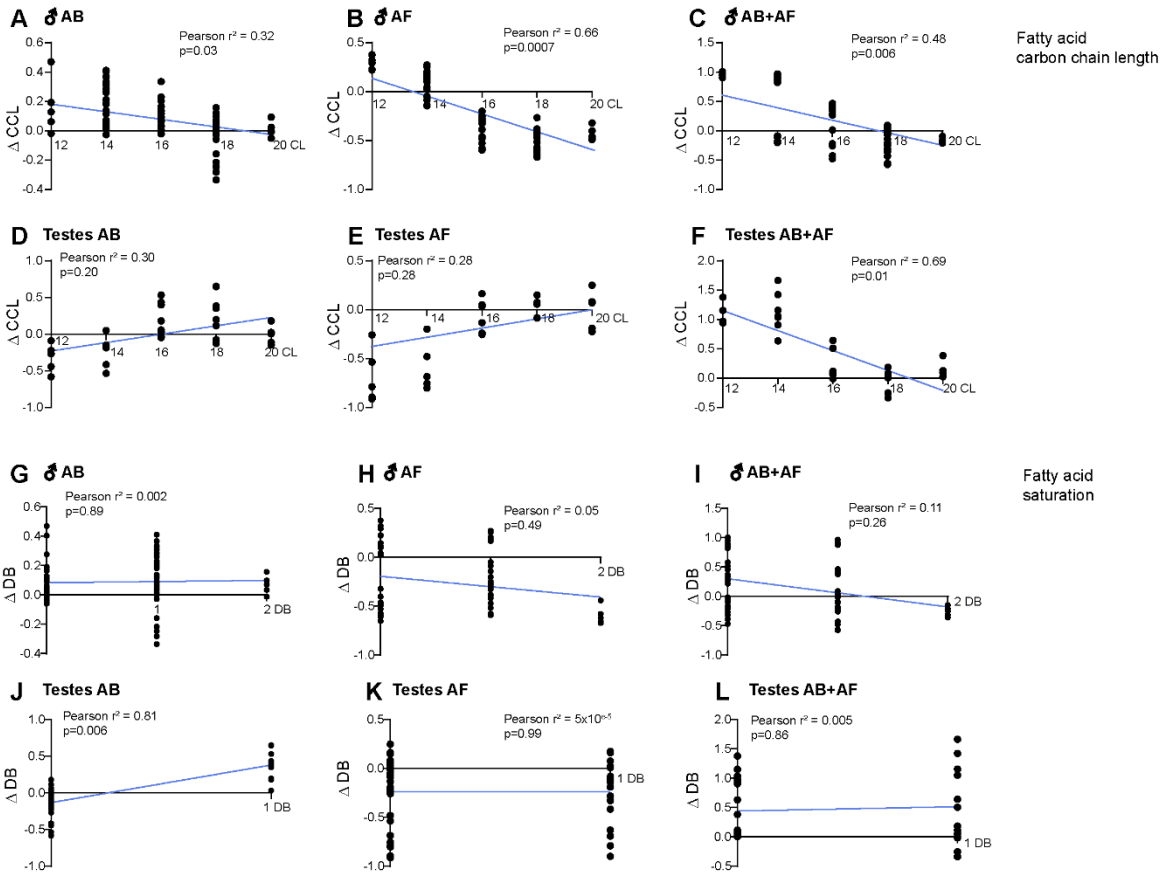 A ♂ AB
Pearson r² = 0.32
p=0.03
0.6
0.4
0.2
0.0
-0.2
-0.4
Δ CCL
12 14 16 18 20 CL
B ♂ AF
Pearson r² = 0.66
p=0.0007
0.5
0.0
-0.5
-1.0
Δ CCL
12 14 16 18 20 CL
C ♂ AB+AF
Pearson r² = 0.48
p=0.006
1.5
1.0
0.5
0.0
-0.5
-1.0
Δ CCL
12 14 16 18 20 CL
Fatty acid
carbon chain length
D Testes AB
Pearson r² = 0.30
p=0.20
1.0
0.5
0.0
-0.5
-1.0
Δ CCL
12 14 16 18 20 CL
E Testes AF
Pearson r² = 0.28
p=0.28
0.5
0.0
-0.5
-1.0
Δ CCL
12 14 16 18 20 CL
F Testes AB+AF
Pearson r² = 0.69
p=0.01
2.0
1.5
1.0
0.5
0.0
-0.5
Δ CCL
12 14 16 18 20 CL
G ♂ AB
Pearson r² = 0.002
p=0.89
0.6
0.4
0.2
0.0
-0.2
-0.4
Δ DB
1 2 DB
H ♂ AF
Pearson r² = 0.05
p=0.49
0.5
0.0
-0.5
-1.0
Δ DB
2 DB
I ♂ AB+AF
Pearson r² = 0.11
p=0.26
1.5
1.0
0.5
0.0
-0.5
-1.0
Δ DB
2 DB
Fatty acid
saturation
J Testes AB
Pearson r² = 0.81
p=0.006
1.0
0.5
0.0
-0.5
-1.0
Δ DB
1 DB
K Testes AF
Pearson r² = 5x10ᵉ⁻⁵
p=0.99
0.5
0.0
-0.5
-1.0
Δ DB
1 DB
L Testes AB+AF
Pearson r² = 0.005
p=0.86
2.0
1.5
1.0
0.5
0.0
-0.5
Δ DB
1 DB